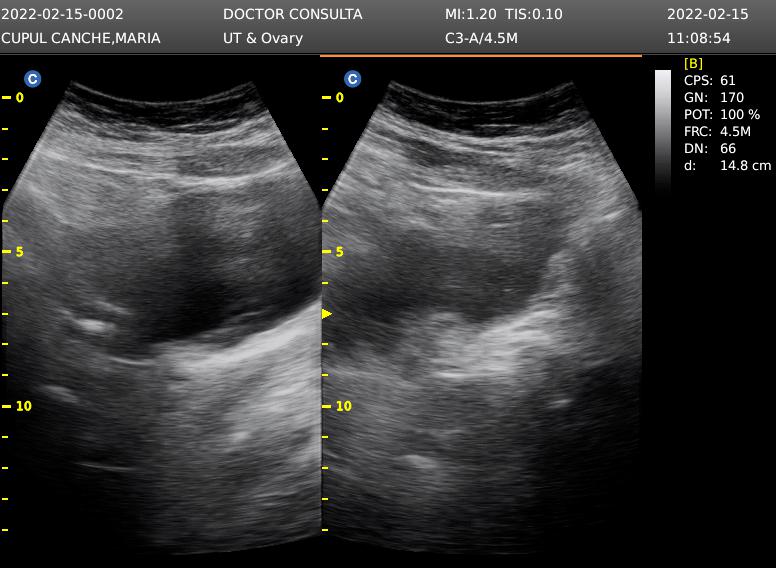 2022-02-15-0002 DOCTOR CONSULTA MI:1.20 TIS:0.10 2022-02-15
CUPUL CANCHE,MARIA UT & Ovary C3-A/4.5M 11:08:54
C C [B]
0 0 CPS: 61
GN: 170
POT: 100 %
FRC: 4.5M
DN: 66
d: 14.8 cm
5 5
10 10